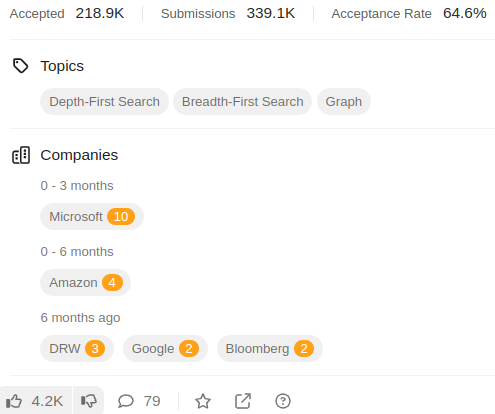 Accepted 218.9K Submissions 339.1K Acceptance Rate 64.6%
Topics
Depth-First Search Breadth-First Search Graph
Companies
0 - 3 months
Microsoft 10
0 - 6 months
Amazon 4
6 months ago
DRW 3 Google 2 Bloomberg 2
4.2K 79